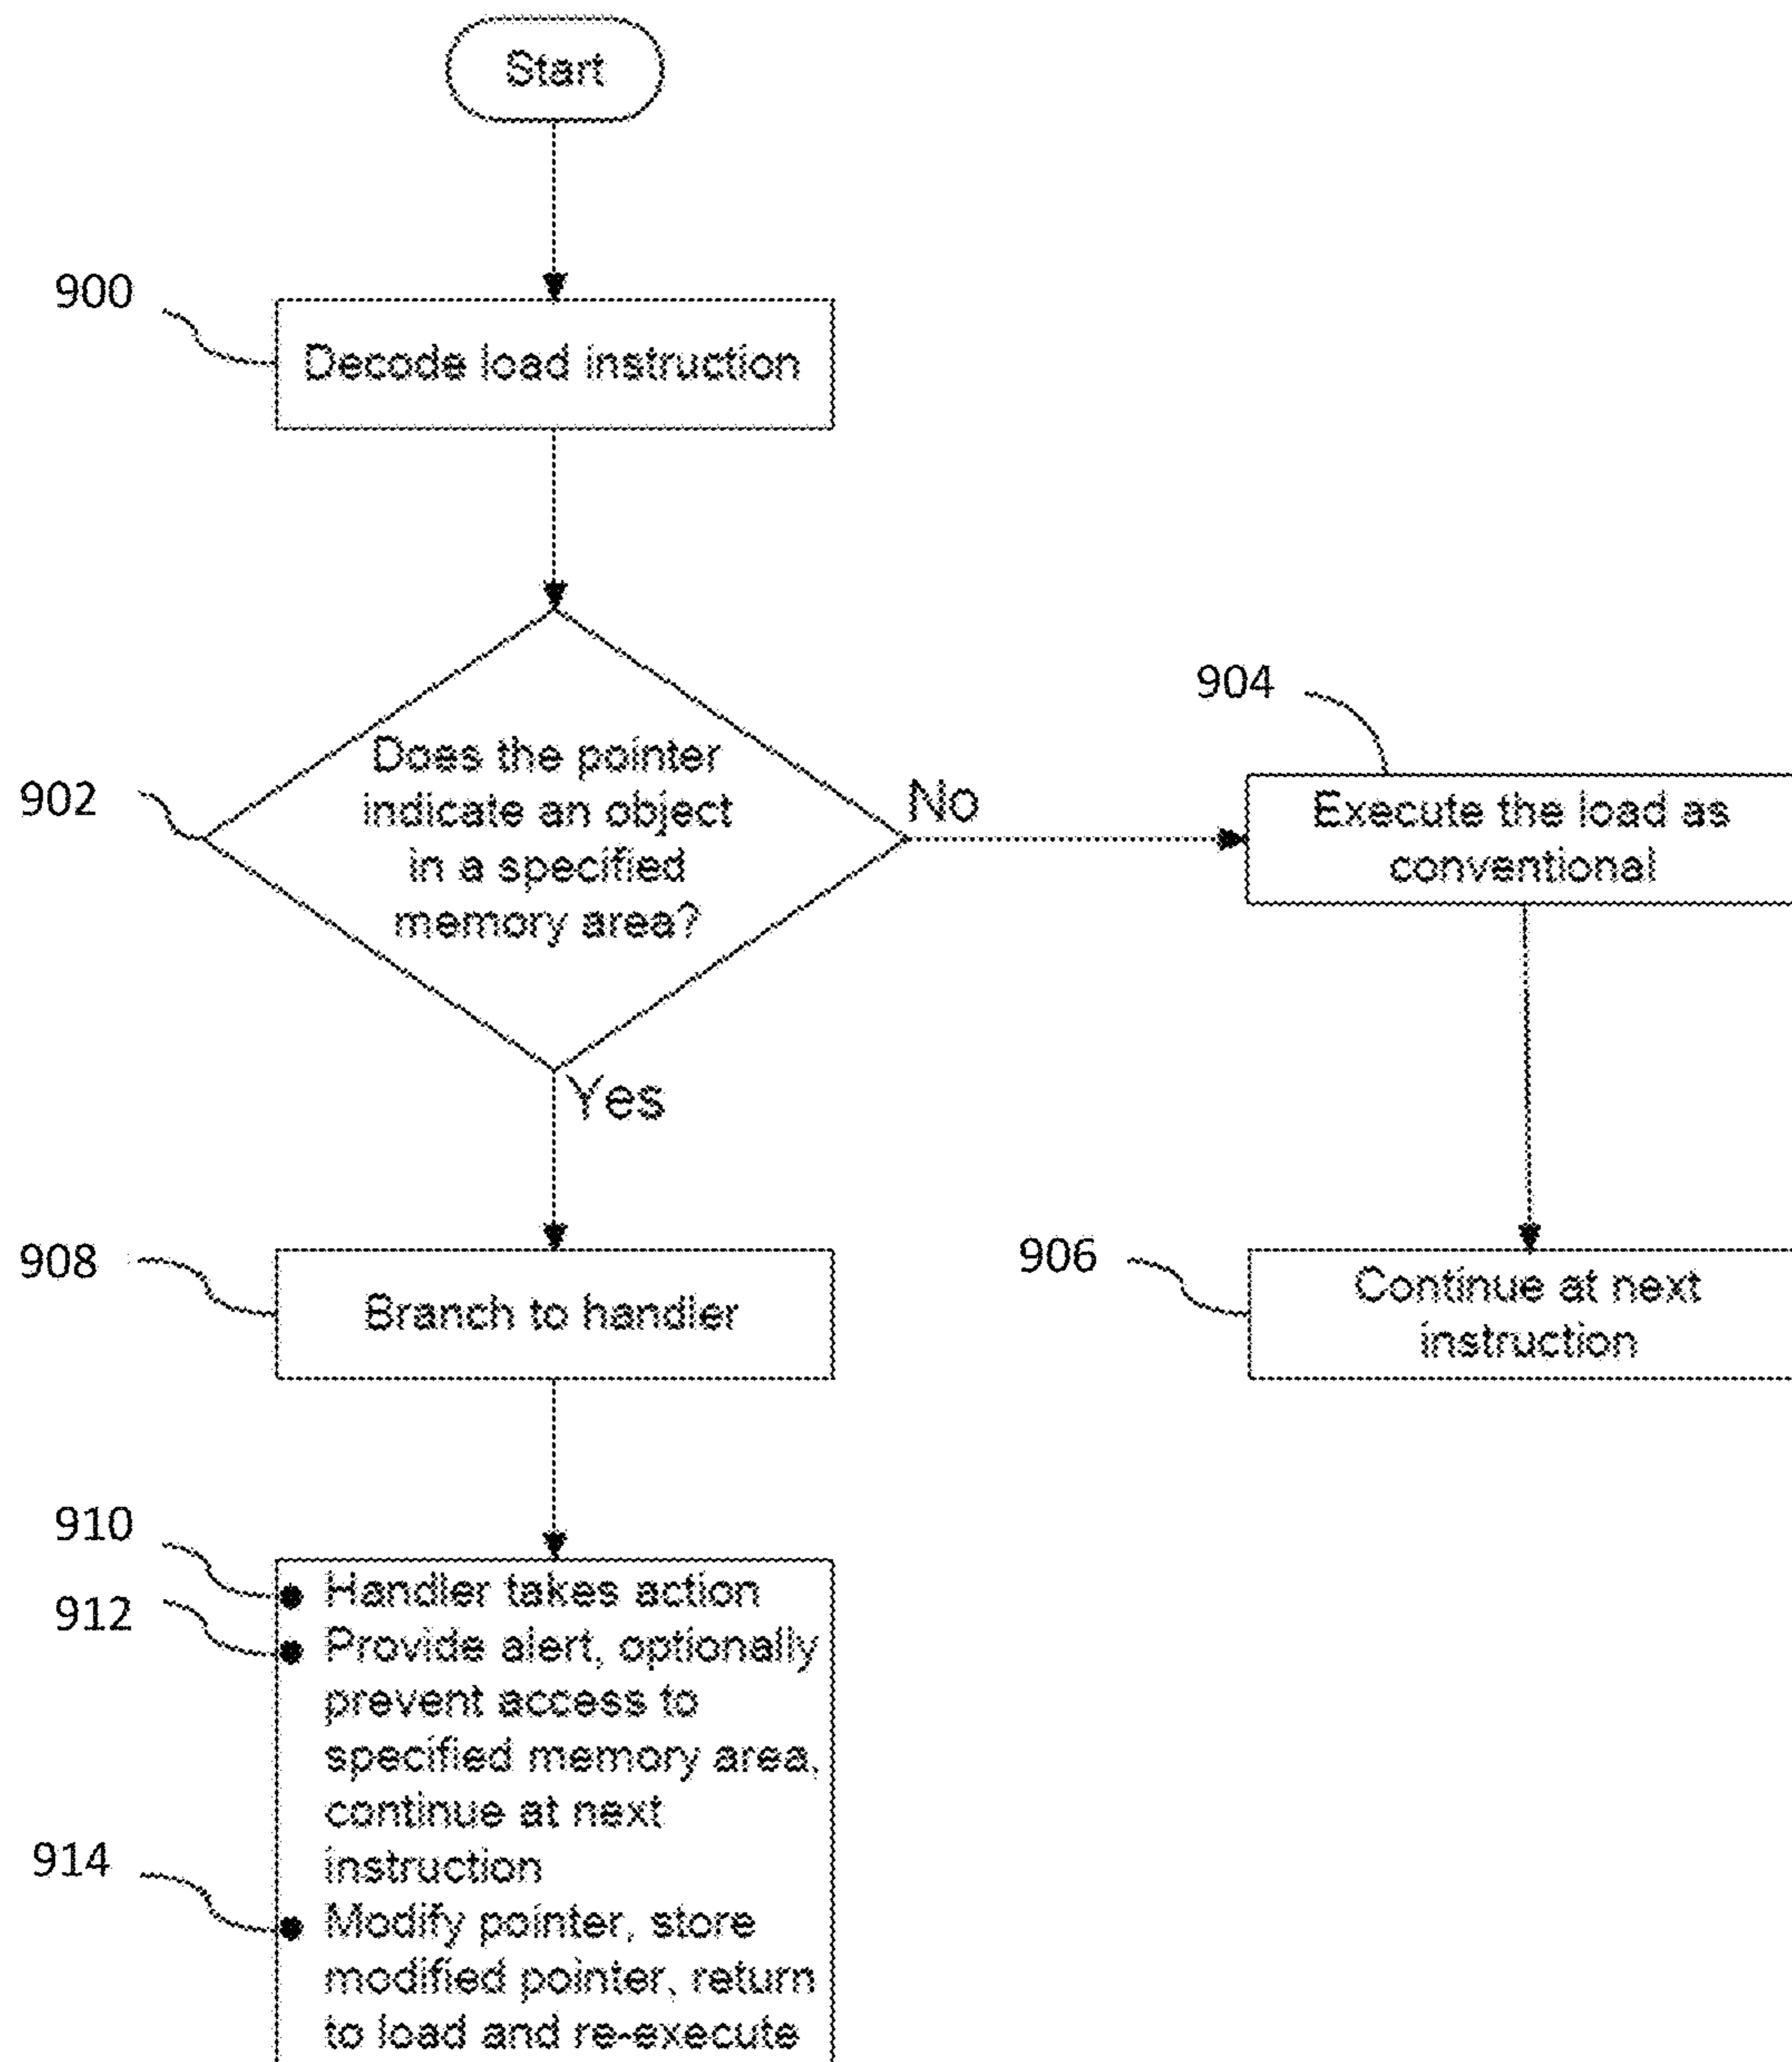 Start
900
Decode load instruction
902
Does the pointer
indicate an object
in a specified
memory area?
No
904
Execute the load as
conventional
Yes
908
Branch to handler
906
Continue at next
instruction
910
• Handler takes action
912
• Provide alert, optionally
prevent access to
specified memory area,
continue at next
instruction
914
• Modify pointer, store
modified pointer, return
to load and re-execute